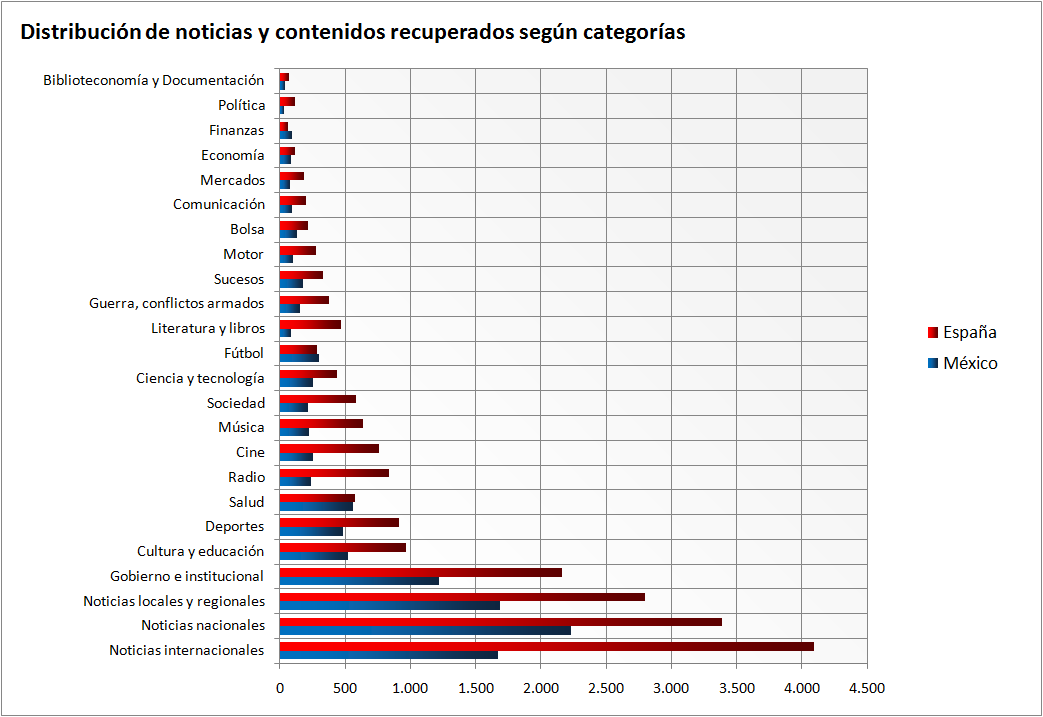 Distribución de noticias y contenidos recuperados según categorías
Biblioteconomía y Documentación
Política
Finanzas
Economía
Mercados
Comunicación
Bolsa
Motor
Sucesos
Guerra, conflictos armados
Literatura y libros
Fútbol
Ciencia y tecnología
Sociedad
Música
Cine
Radio
Salud
Deportes
Cultura y educación
Gobierno e institucional
Noticias locales y regionales
Noticias nacionales
Noticias internacionales
0 500 1.000 1.500 2.000 2.500 3.000 3.500 4.000 4.500
España
México